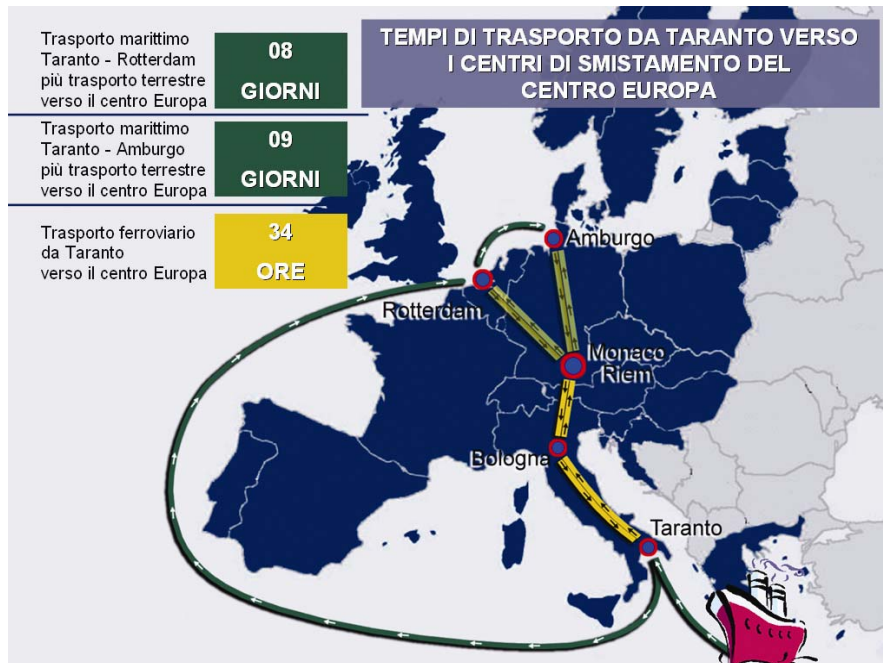 TEMPI DI TRASPORTO DA TARANTO VERSO
I CENTRI DI SMISTAMENTO DEL
CENTRO EUROPA
Trasporto marittimo
Taranto - Rotterdam
più trasporto terrestre
verso il centro Europa
08
GIORNI
Trasporto marittimo
Taranto - Amburgo
più trasporto terrestre
verso il centro Europa
09
GIORNI
Trasporto ferroviario
da Taranto
verso il centro Europa
34
ORE
Amburgo
Rotterdam
Monaco
Riem
Bologna
Taranto